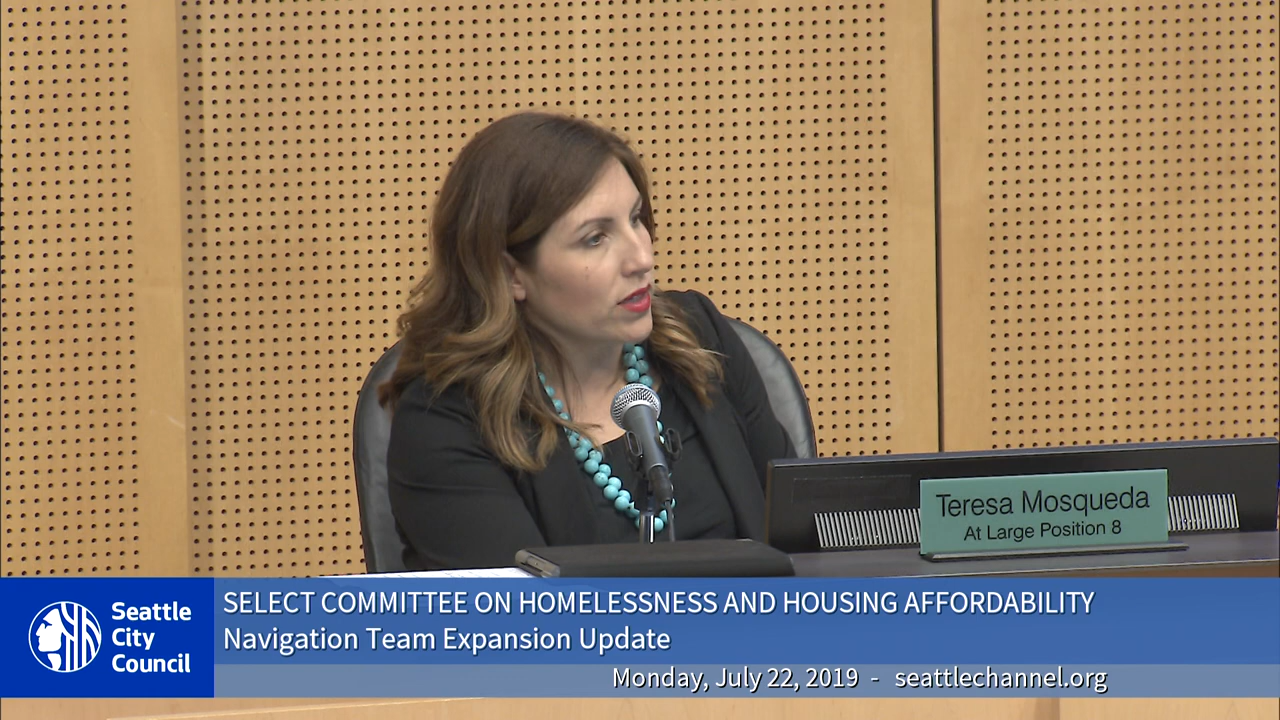 Teresa Mosqueda
At Large Position 8
Seattle
City
Council
SELECT COMMITTEE ON HOMELESSNESS AND HOUSING AFFORDABILITY
Navigation Team Expansion Update
Monday, July 22, 2019 - seattlechannel.org